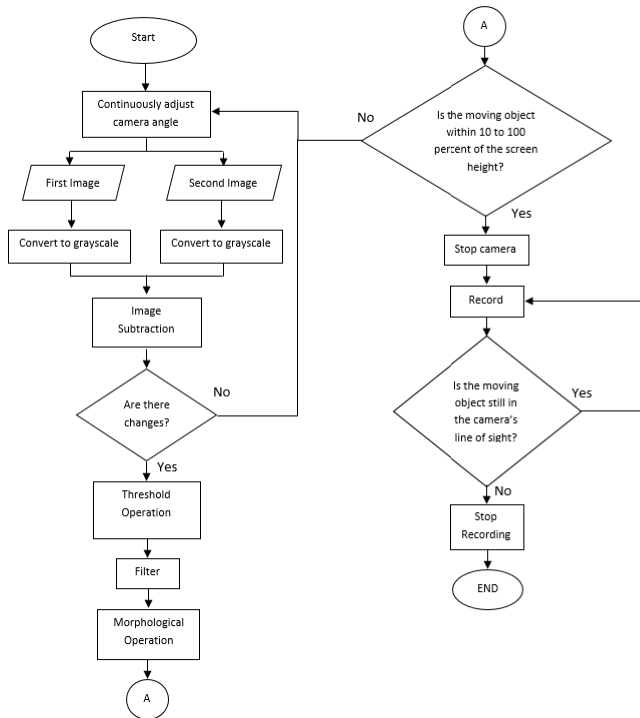 Start
Continuously adjust
camera angle
First Image
Second Image
Convert to grayscale
Convert to grayscale
Image
Subtraction
Are there
changes?
No
Yes
Threshold
Operation
Filter
Morphological
Operation
A
A
Is the moving object
within 10 to 100
percent of the screen
height?
No
Yes
Stop camera
Record
Is the moving
object still in
the camera's
line of sight?
Yes
No
Stop
Recording
END